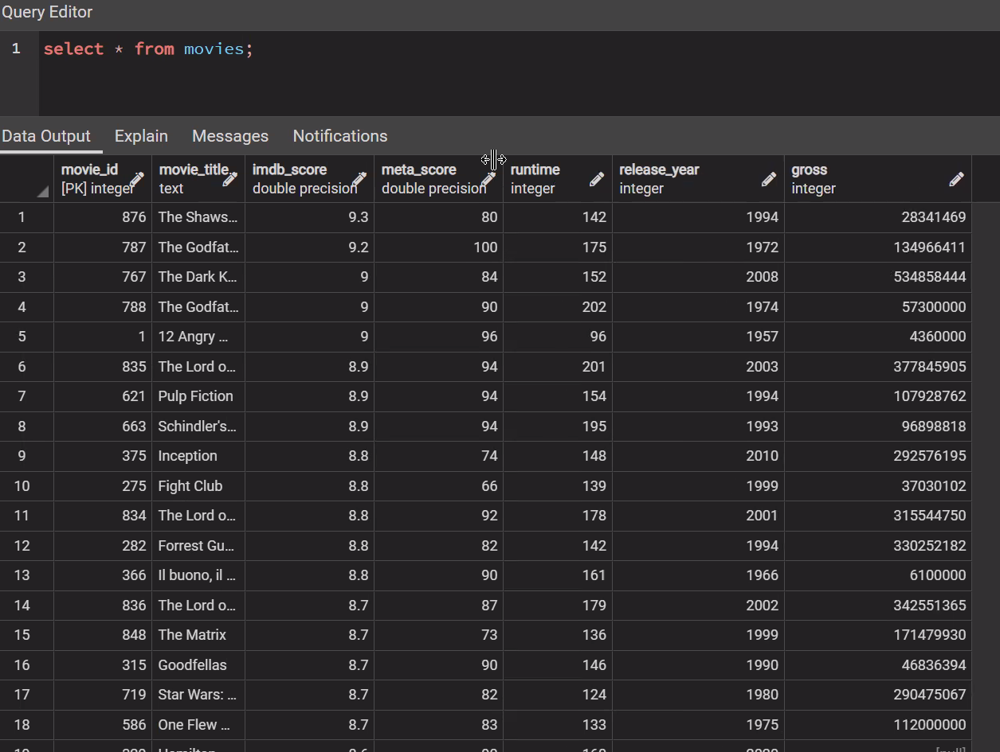 Query Editor
1 select * from movies;
Data Output Explain Messages Notifications
movie_id movie_title imdb_score meta_score runtime release_year gross
[PK] integer text double precision double precision integer integer integer
1 876 The Shaws... 9.3 80 142 1994 28341469
2 787 The Godfat... 9.2 100 175 1972 134966411
3 767 The Dark K... 9 84 152 2008 534858444
4 788 The Godfat... 9 90 202 1974 57300000
5 1 12 Angry ... 9 96 96 1957 4360000
6 835 The Lord o... 8.9 94 201 2003 377845905
7 621 Pulp Fiction 8.9 94 154 1994 107928762
8 663 Schindler's... 8.9 94 195 1993 96898818
9 375 Inception 8.8 74 148 2010 292576195
10 275 Fight Club 8.8 66 139 1999 37030102
11 834 The Lord o... 8.8 92 178 2001 315544750
12 282 Forrest Gu... 8.8 82 142 1994 330252182
13 366 Il buono, il ... 8.8 90 161 1966 6100000
14 836 The Lord o... 8.7 87 179 2002 342551365
15 848 The Matrix 8.7 73 136 1999 171479930
16 315 Goodfellas 8.7 90 146 1990 46836394
17 719 Star Wars: ... 8.7 82 124 1980 290475067
18 586 One Flew ... 8.7 83 133 1975 112000000